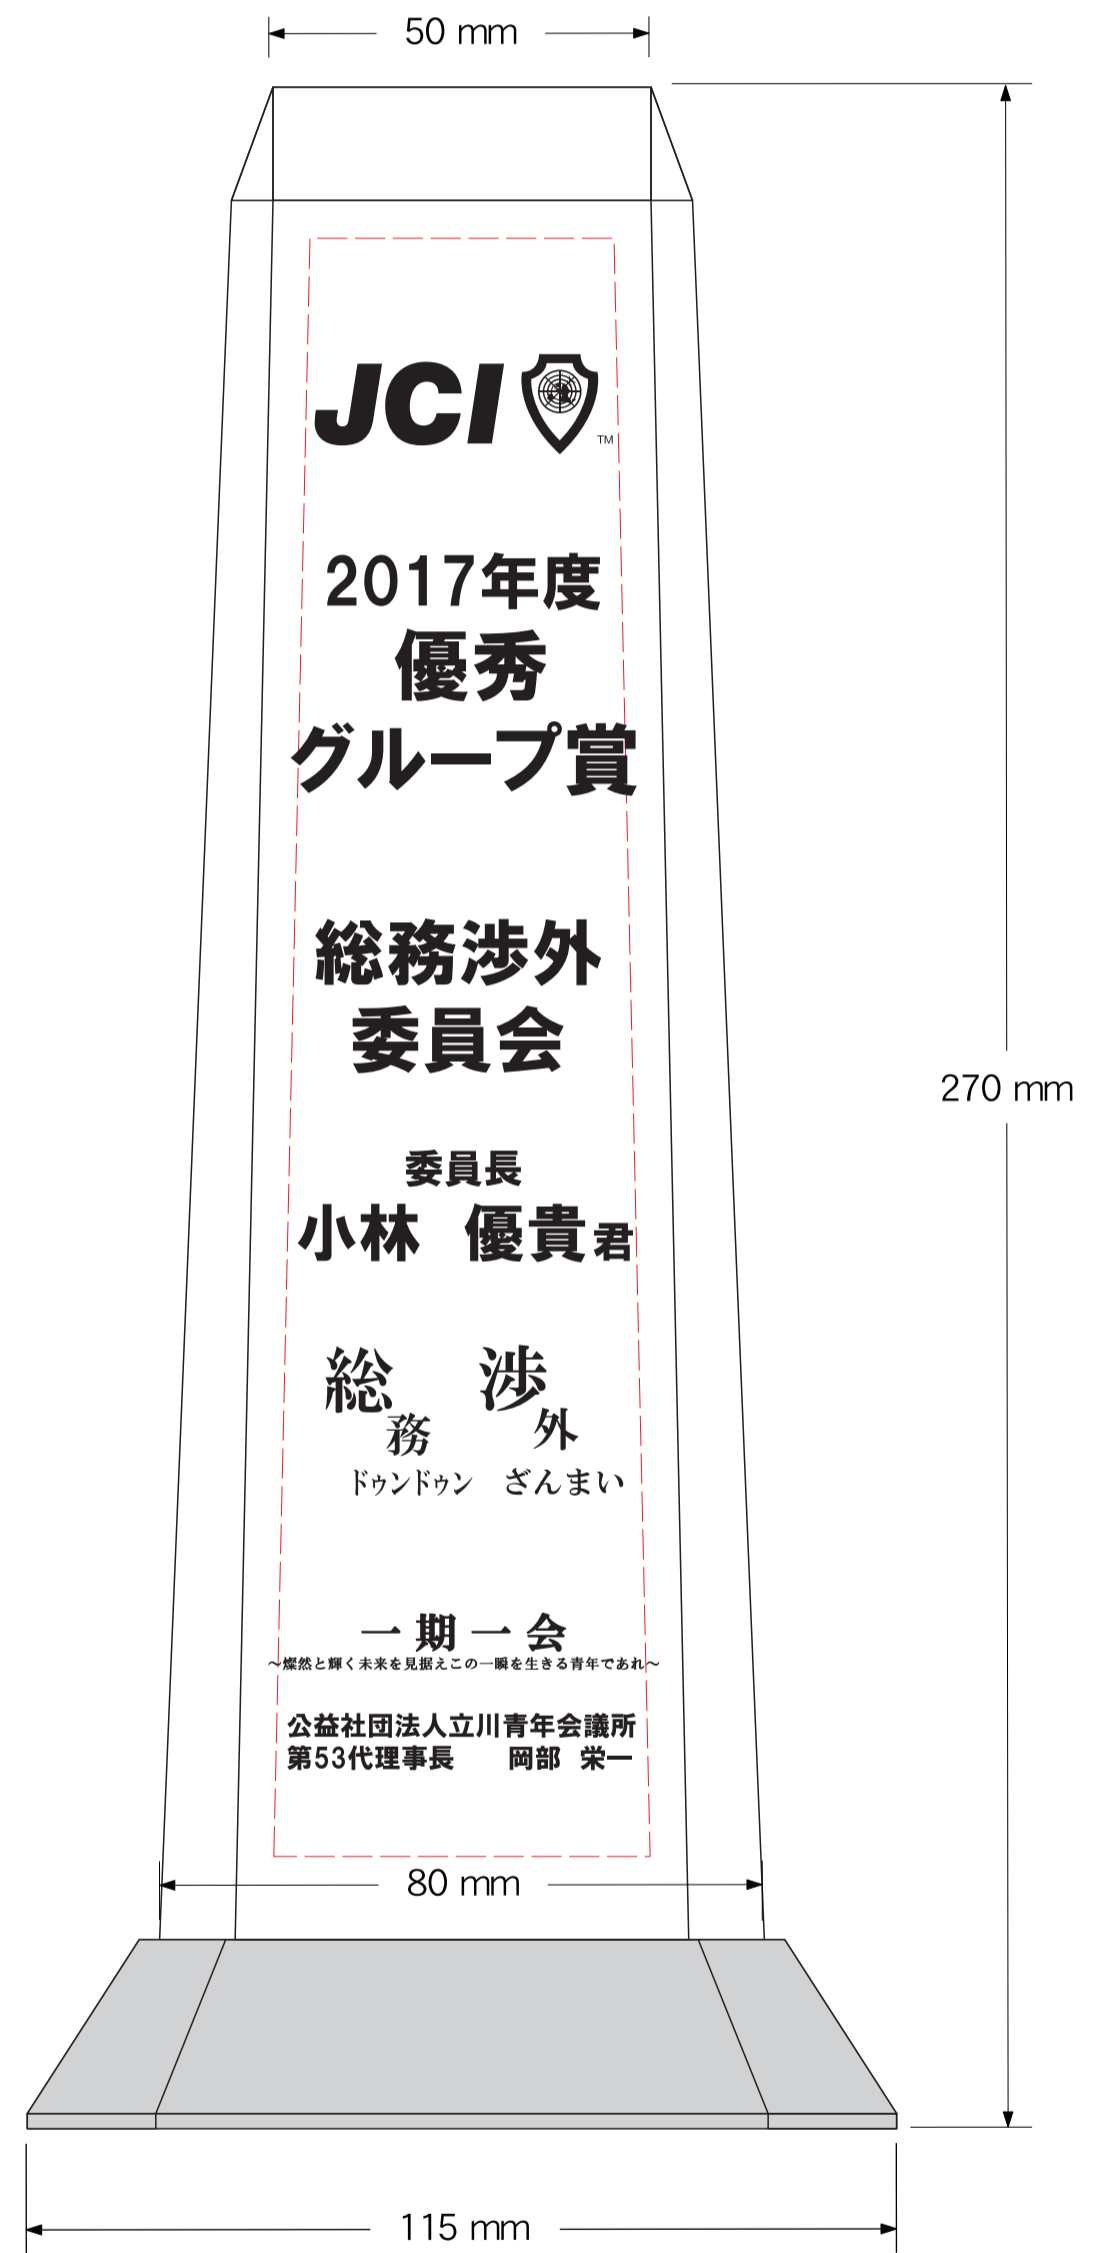 50 mm
JCI
TM
2017年度
優秀
グループ賞
総務渉外
委員会
270 mm
委員長
小林 優貴君
総務 渉外
ドゥンドゥン ざんまい
一期一会
〜燦然と輝く未来を見据えこの一瞬を生きる青年であれ〜
公益社団法人立川青年会議所
第53代理事長 岡部 栄一
80 mm
115 mm